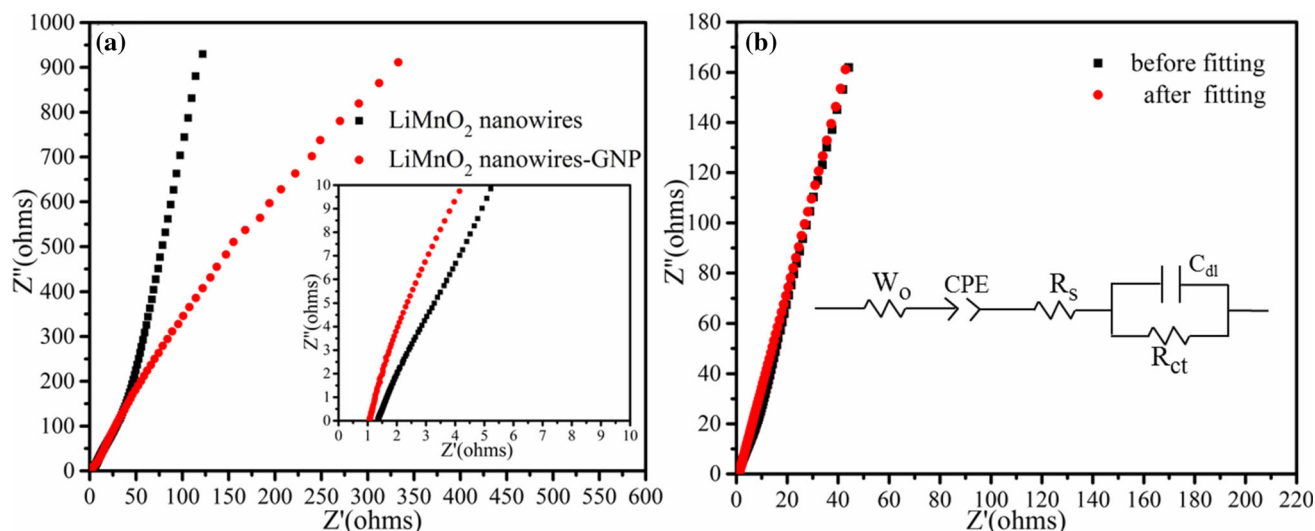 (a)
1000
900
800
700
600
500
400
300
200
100
0
Z"(ohms)
0 50 100 150 200 250 300 350 400 450 500 550 600
Z'(ohms)
LiMnO2 nanowires
LiMnO2 nanowires-GNP
10
9
8
7
6
5
4
3
2
1
0
Z"(ohms)
0 1 2 3 4 5 6 7 8 9 10
Z'(ohms)
(b)
180
160
140
120
100
80
60
40
20
0
Z"(ohms)
0 20 40 60 80 100 120 140 160 180 200 220
Z'(ohms)
before fitting
after fitting
Wo
CPE
Rs
Cdl
Rct